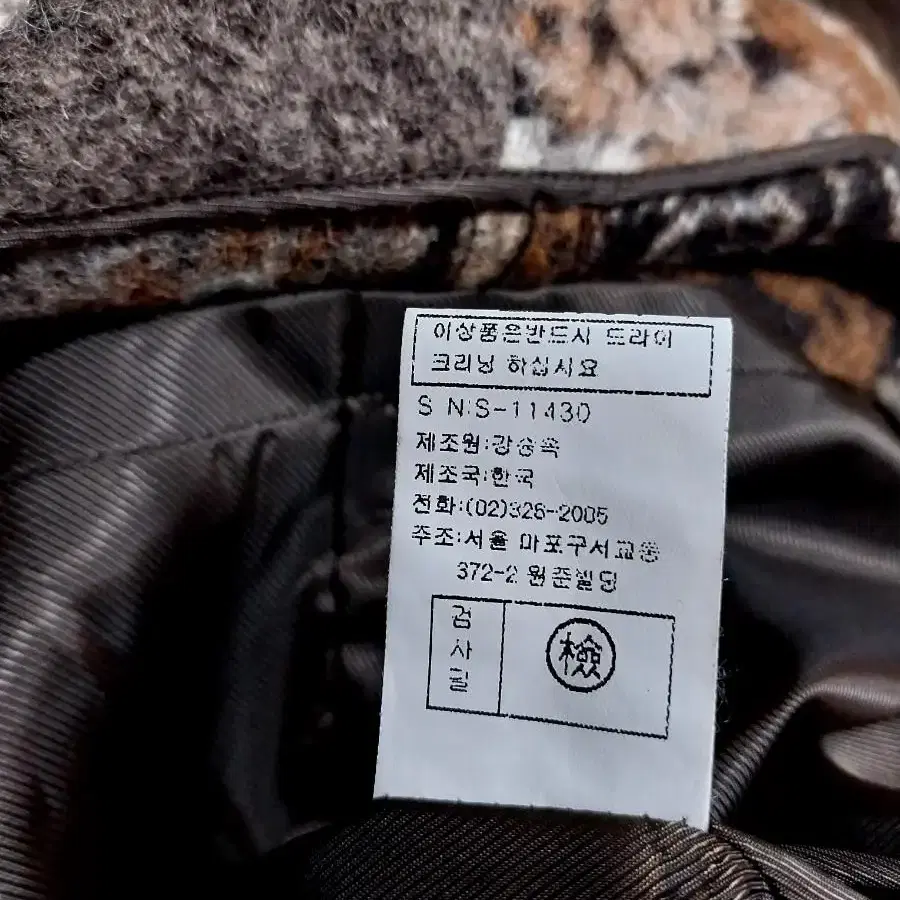 이상품은반드시 드라이
크리닝 하십시요
S N:S-11430
제조원:강승옥
제조국:한국
전화:(02)326-2005
주조:서울 마포구서교동
372-2 원준빌딩
검
사
필
檢